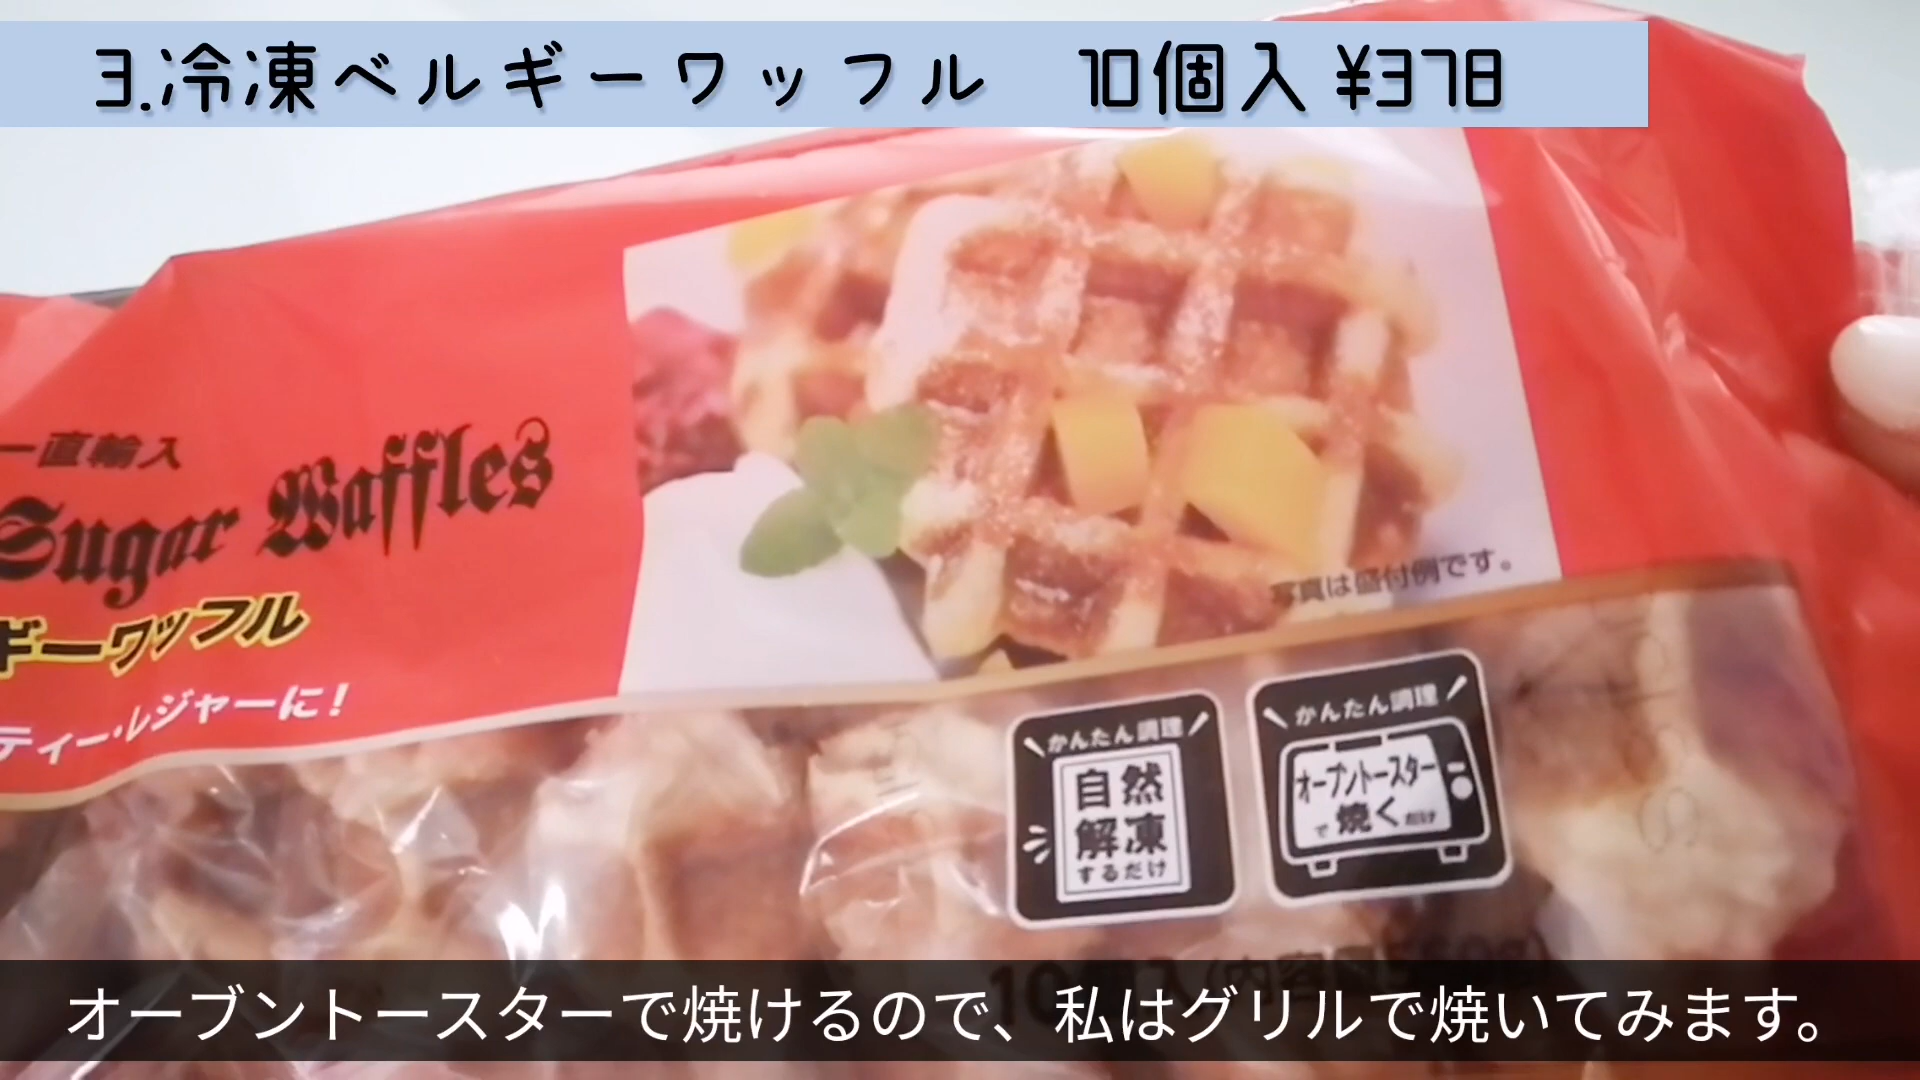 3.冷凍ベルギーワッフル 10個入 ¥378
ー直輸入
Sugar Waffles
ギーワッフル
ティー・レジャーに!
写真は盛付例です。
かんたん調理
自然
解凍
するだけ
かんたん調理
オーブントースター
で焼くだけ
オーブントースターで焼けるので、私はグリルで焼いてみます。